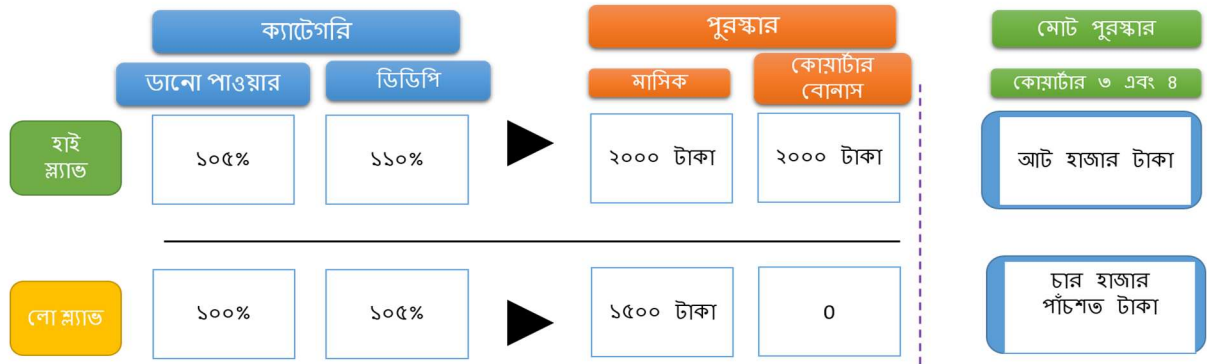 ক্যাটেগরি
পুরস্কার
মোট পুরস্কার
ডানো পাওয়ার
ডিডিপি
মাসিক
কোয়ার্টার
বোনাস
কোয়ার্টার ৩ এবং ৪
হাই
স্ল্যাভ
১০৫%
১১০%
২০০০ টাকা
২০০০ টাকা
আট হাজার টাকা
লো শ্ল্যাভ
১০০%
১০৫%
১৫০০ টাকা
0
চার হাজার
পাঁচশত টাকা